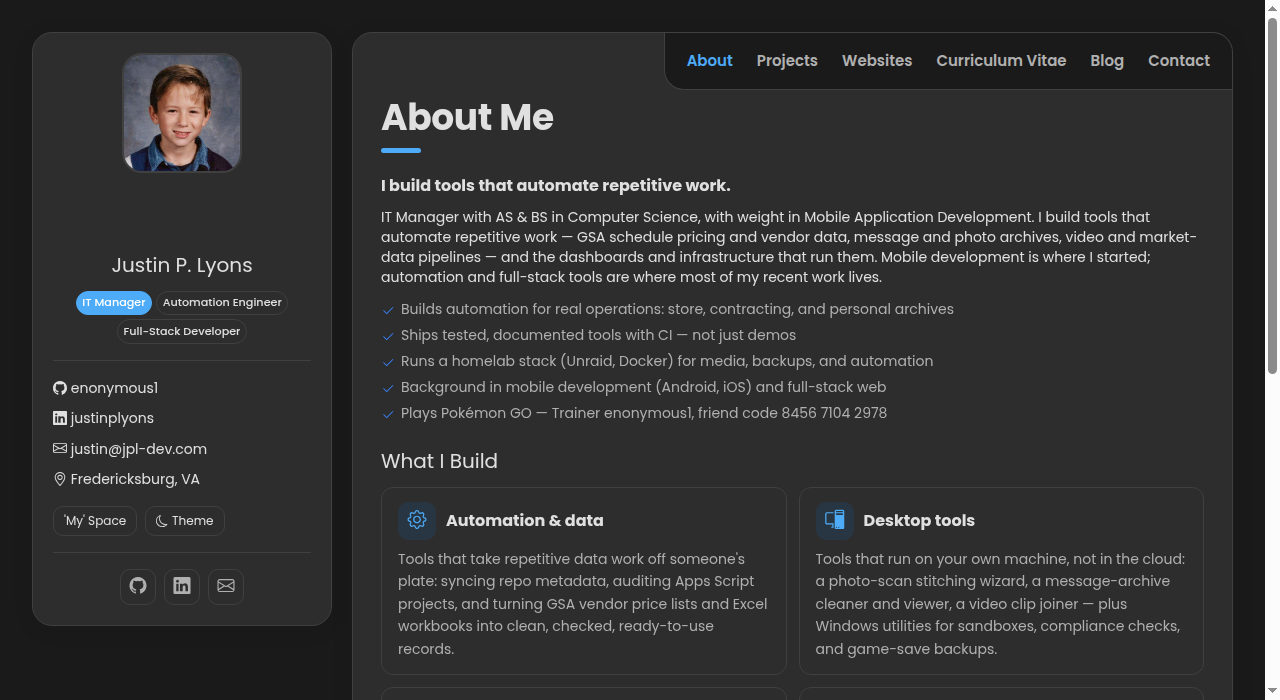 About Projects Websites Curriculum Vitae Blog Contact
Justin P. Lyons
IT Manager Automation Engineer
Full-Stack Developer
enonymous1
justinplyons
justin@jpl-dev.com
Fredericksburg, VA
'My' Space Theme
About Me
I build tools that automate repetitive work.
IT Manager with AS & BS in Computer Science, with weight in Mobile Application Development. I build tools that
automate repetitive work — GSA schedule pricing and vendor data, message and photo archives, video and market-
data pipelines — and the dashboards and infrastructure that run them. Mobile development is where I started;
automation and full-stack tools are where most of my recent work lives.
Builds automation for real operations: store, contracting, and personal archives
Ships tested, documented tools with CI — not just demos
Runs a homelab stack (Unraid, Docker) for media, backups, and automation
Background in mobile development (Android, iOS) and full-stack web
Plays Pokémon GO — Trainer enonymous1, friend code 8456 7104 2978
What I Build
Automation & data
Tools that take repetitive data work off someone's
plate: syncing repo metadata, auditing Apps Script
projects, and turning GSA vendor price lists and Excel
workbooks into clean, checked, ready-to-use
records.
Desktop tools
Tools that run on your own machine, not in the cloud:
a photo-scan stitching wizard, a message-archive
cleaner and viewer, a video clip joiner — plus
Windows utilities for sandboxes, compliance checks,
and game-save backups.